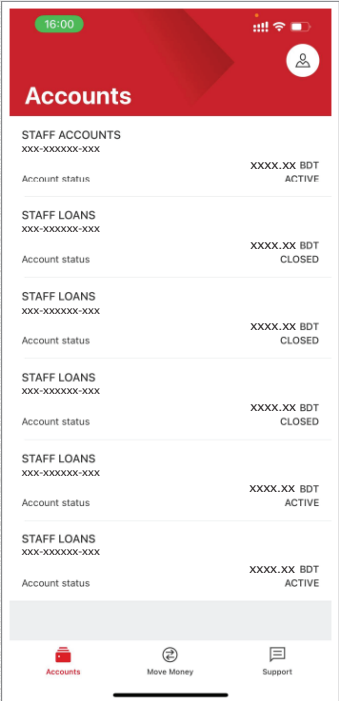 16:00
Accounts
STAFF ACCOUNTS
xxx-xxxxxx-xxx
XXXX.XX BDT
Account status ACTIVE
STAFF LOANS
xxx-xxxxxx-xxx
XXXX.XX BDT
Account status CLOSED
STAFF LOANS
xxx-xxxxxx-xxx
XXXX.XX BDT
Account status CLOSED
STAFF LOANS
xxx-xxxxxx-xxx
XXXX.XX BDT
Account status CLOSED
STAFF LOANS
xxx-xxxxxx-xxx
XXXX.XX BDT
Account status ACTIVE
STAFF LOANS
xxx-xxxxxx-xxx
XXXX.XX BDT
Account status ACTIVE
Accounts Move Money Support